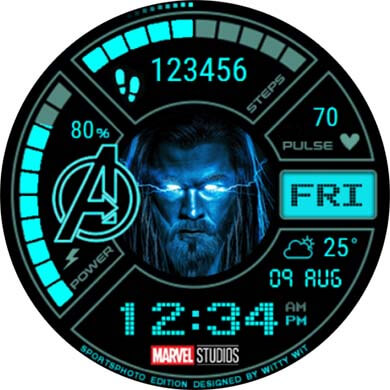 123456
STEPS
80%
70
PULSE
FRI
25°
POWER
09 AUG
12:34 AM PM
MARVEL STUDIOS
SPORTSPHOTO EDITION DESIGNED BY WITTY WIT